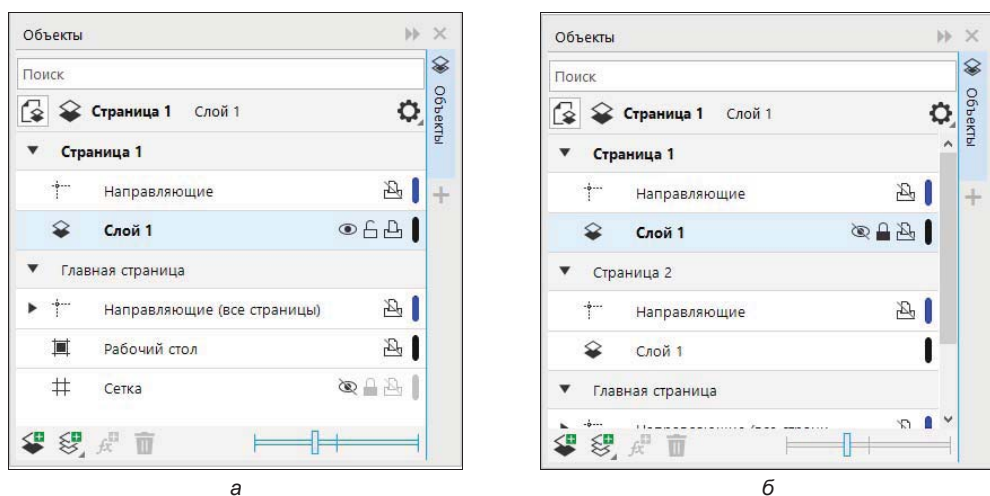 Объекты
Поиск
Страница 1 Слой 1
Страница 1
Направляющие
Слой 1
Главная страница
Направляющие (все страницы)
Рабочий стол
Сетка
Объекты
а
Объекты
Поиск
Страница 1 Слой 1
Страница 1
Направляющие
Слой 1
Страница 2
Направляющие
Слой 1
Главная страница
Объекты
б